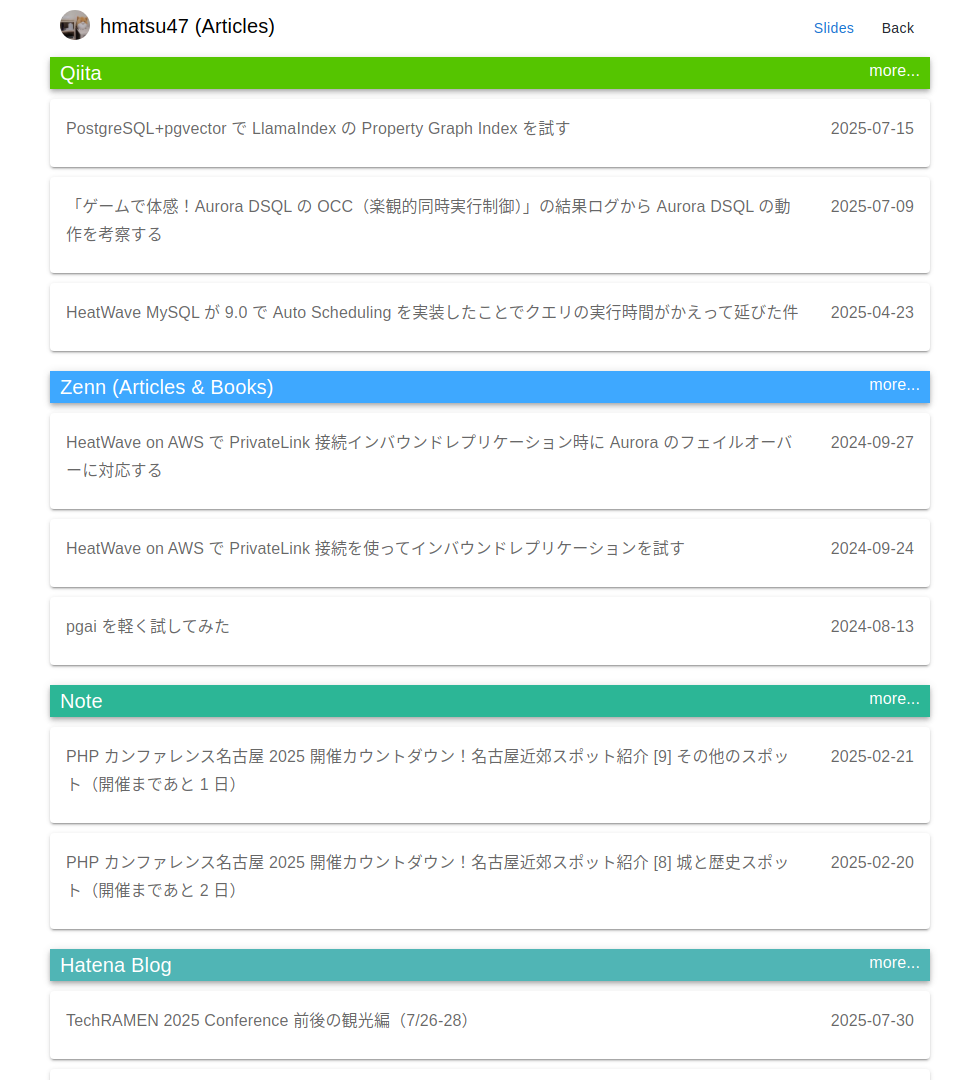 hmatsu47 (Articles)
Slides
Back
Qiita
more...
PostgreSQL+pgvector で LlamaIndex の Property Graph Index を試す
2025-07-15
「ゲームで体感！Aurora DSQL の OCC（楽観的同時実行制御）」の結果ログから Aurora DSQL の動
作を考察する
2025-07-09
HeatWave MySQL が 9.0 で Auto Scheduling を実装したことでクエリの実行時間がかえって延びた件
2025-04-23
Zenn (Articles & Books)
more...
HeatWave on AWS で PrivateLink 接続インバウンドレプリケーション時に Aurora のフェイルオーバ
ーに対応する
2024-09-27
HeatWave on AWS で PrivateLink 接続を使ってインバウンドレプリケーションを試す
2024-09-24
pgai を軽く試してみた
2024-08-13
Note
more...
PHP カンファレンス名古屋 2025 開催カウントダウン！名古屋近郊スポット紹介 [9] その他のスポッ
ト（開催まであと 1 日）
2025-02-21
PHP カンファレンス名古屋 2025 開催カウントダウン！名古屋近郊スポット紹介 [8] 城と歴史スポッ
ト（開催まであと 2 日）
2025-02-20
Hatena Blog
more...
TechRAMEN 2025 Conference 前後の観光編（7/26-28）
2025-07-30